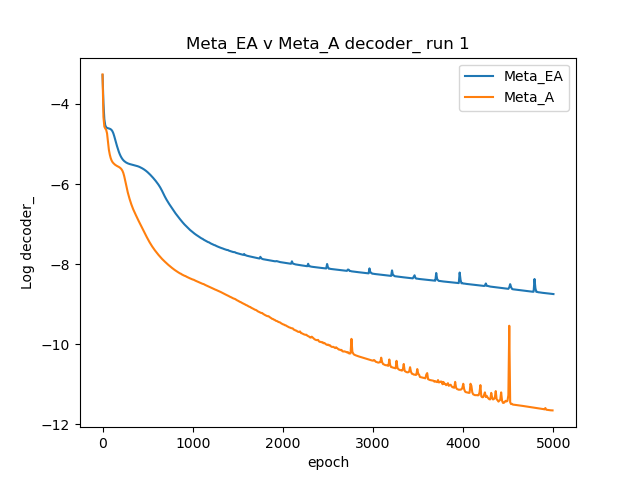 Meta_EA v Meta_A decoder_ run 1
Meta_EA
Meta_A
Log decoder_
−4
−6
−8
−10
−12
0
1000
2000
3000
4000
5000
epoch